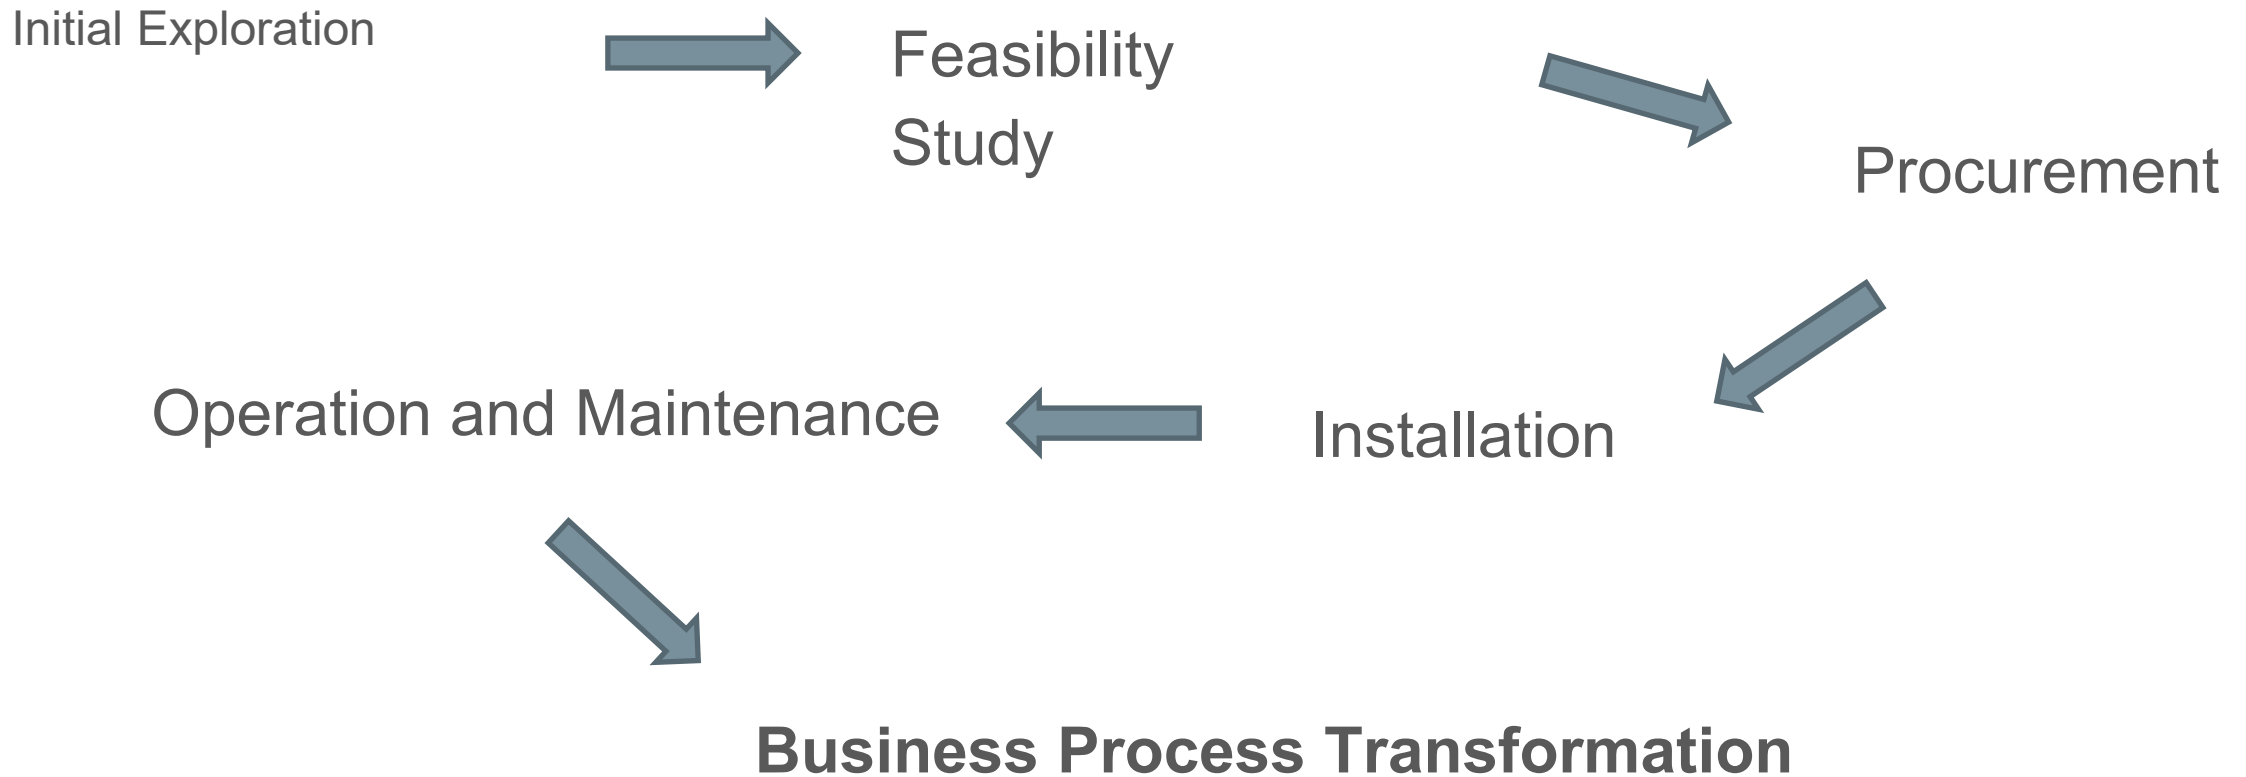 Initial Exploration
Feasibility
Study
Procurement
Installation
Operation and Maintenance
Business Process Transformation